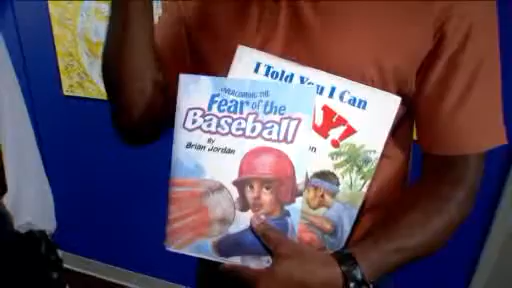 OVERCOMING THE
Fear of the
Baseball
By
Brian Jordan
I Told You I Can
Y!
n